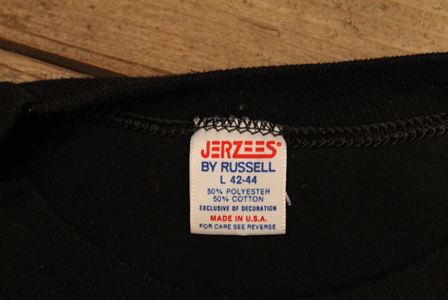 JERZEES
BY RUSSELL
L 42-44
50% POLYESTER
50% COTTON
EXCLUSIVE OF DECORATION
MADE IN U.S.A.
FOR CARE SEE REVERSE